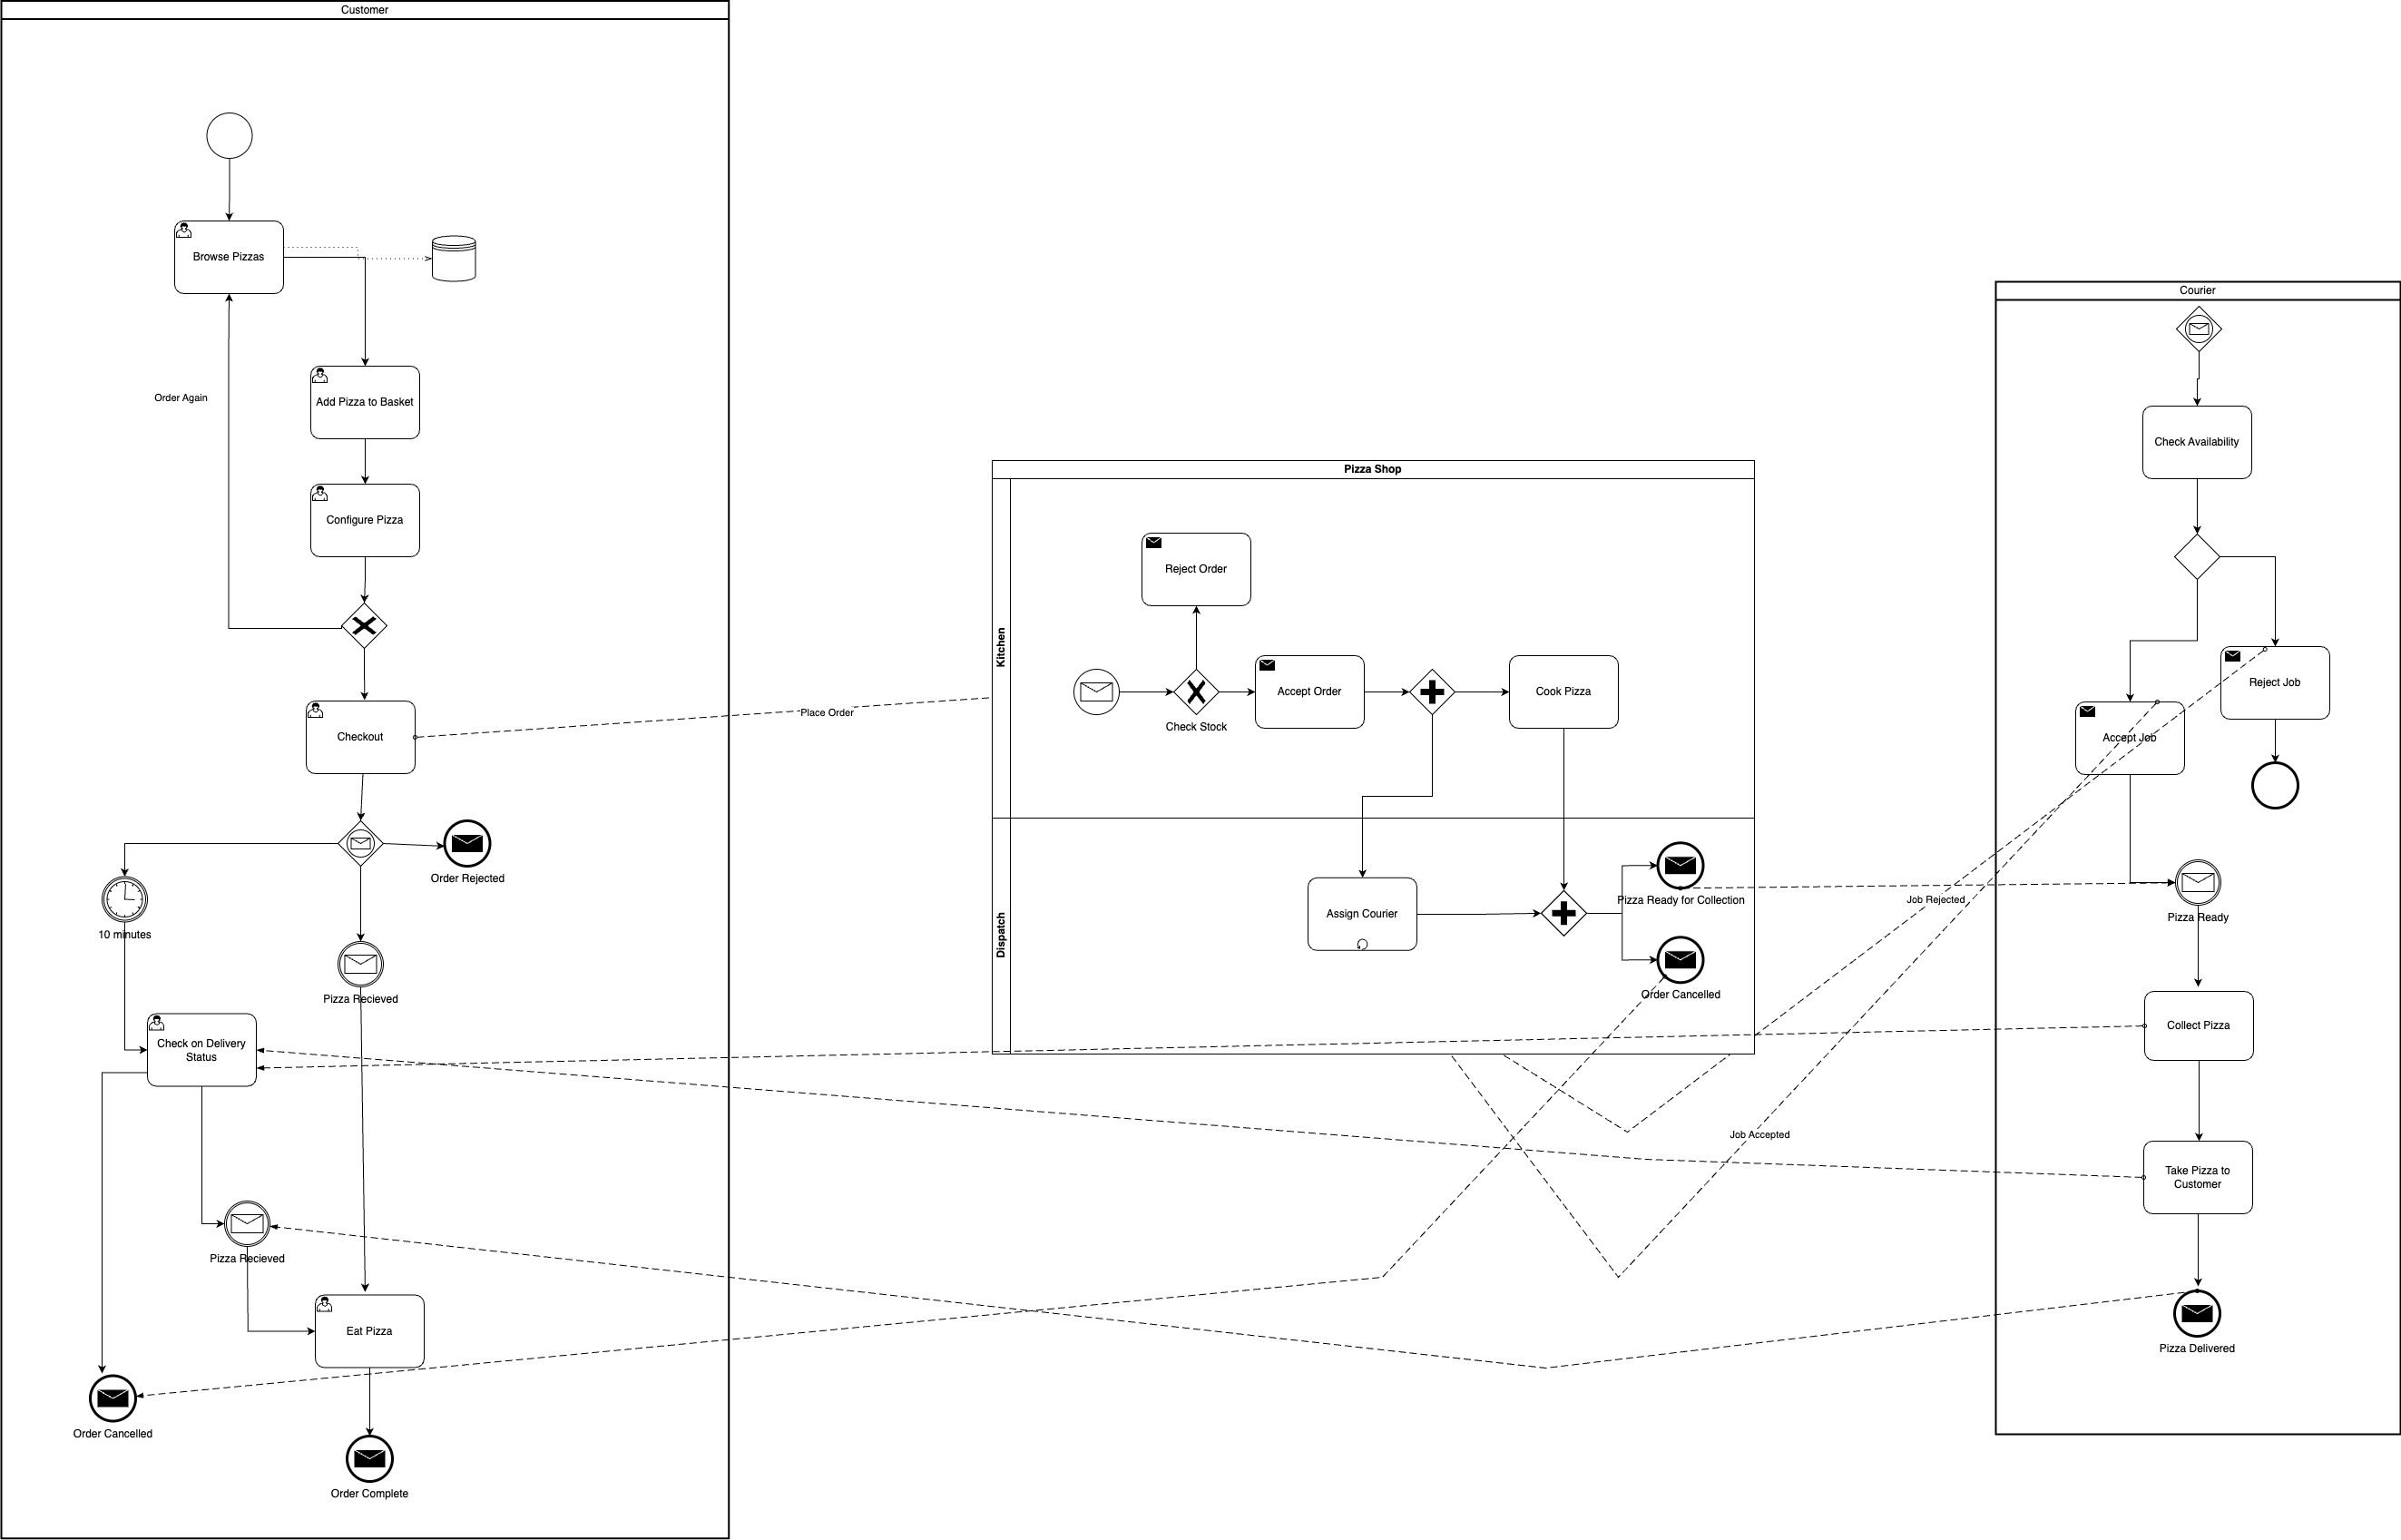 Customer
Browse Pizzas
Order Again
Add Pizza to Basket
Configure Pizza
Checkout
Place Order
Order Rejected
10 minutes
Pizza Recieved
Check on Delivery
Status
Pizza Recieved
Eat Pizza
Order Cancelled
Order Complete
Pizza Shop
Kitchen
Reject Order
Check Stock
Accept Order
Cook Pizza
Dispatch
Assign Courier
Pizza Ready for Collection
Order Cancelled
Job Rejected
Job Accepted
Courier
Check Availability
Accept Job
Reject Job
Pizza Ready
Collect Pizza
Take Pizza to
Customer
Pizza Delivered